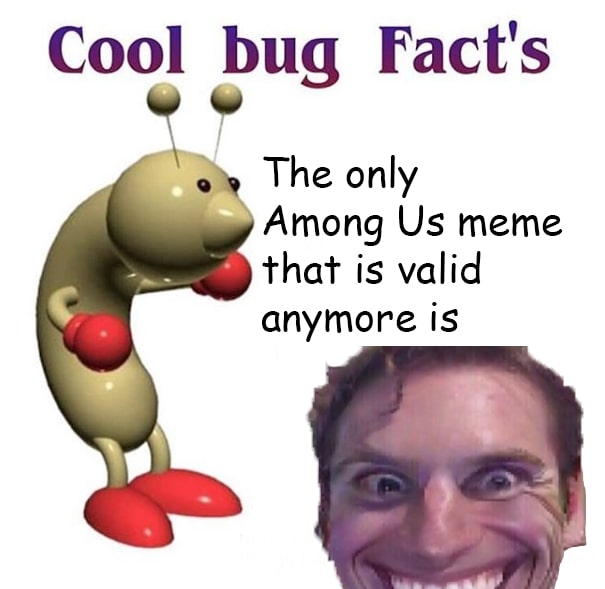 Cool bug Fact's
The only
Among Us meme
that is valid
anymore is